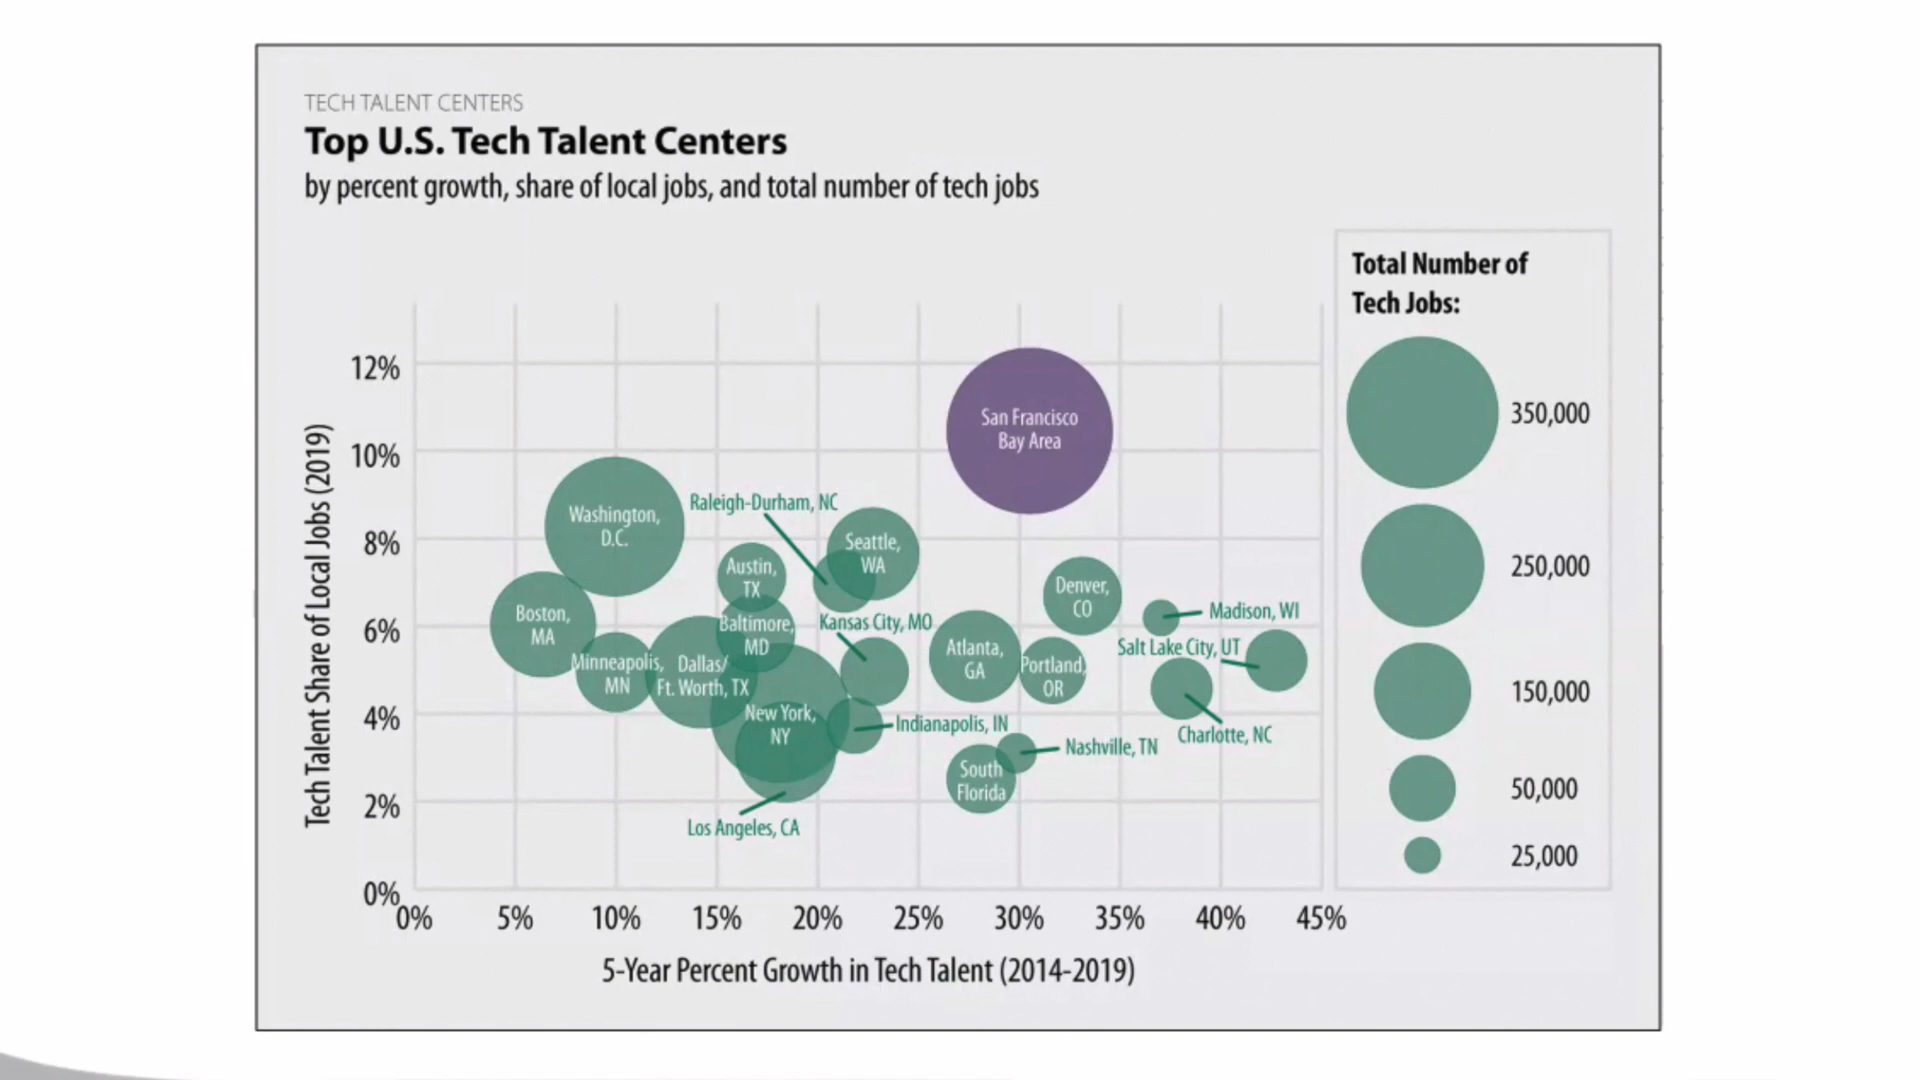 TECH TALENT CENTERS
Top U.S. Tech Talent Centers
by percent growth, share of local jobs, and total number of tech jobs
Total Number of
Tech Jobs:
350,000
250,000
150,000
50,000
25,000
Tech Talent Share of Local Jobs (2019)
12%
10%
8%
6%
4%
2%
0%
San Francisco
Bay Area
Washington,
D.C.
Raleigh-Durham, NC
Seattle,
WA
Austin,
TX
Denver,
CO
Boston,
MA
Baltimore,
MD
Kansas City, MO
Madison, WI
Salt Lake City, UT
Atlanta,
GA
Portland,
OR
Minneapolis,
MN
Dallas/
Ft. Worth, TX
New York,
NY
Indianapolis, IN
Charlotte, NC
Nashville, TN
South
Florida
Los Angeles, CA
0%
5%
10%
15%
20%
25%
30%
35%
40%
45%
5-Year Percent Growth in Tech Talent (2014-2019)